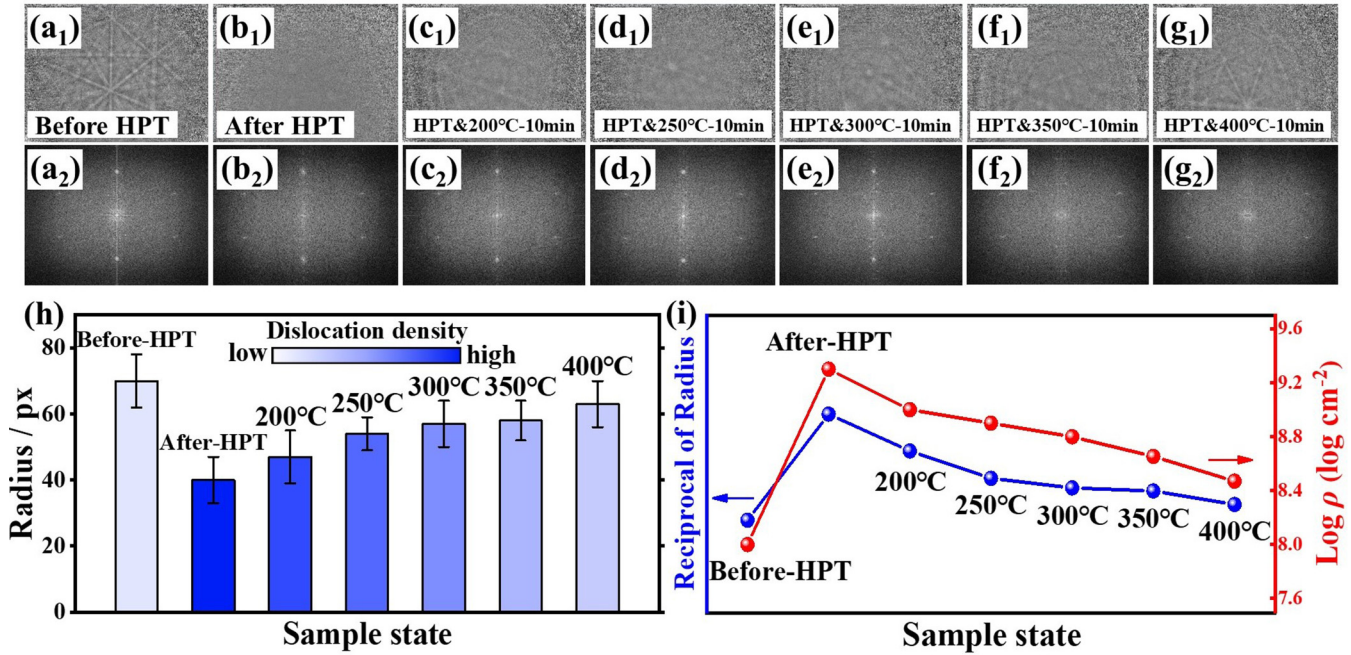 (a1)
(b1)
(c1)
(d1)
(e1)
(f1)
(g1)
Before HPT
After HPT
HPT&200°C-10min
HPT&250°C-10min
HPT&300°C-10min
HPT&350°C-10min
HPT&400°C-10min
(a2)
(b2)
(c2)
(d2)
(e2)
(f2)
(g2)
(h)
Radius / px
80
60
40
20
0
Dislocation density
low
high
Before-HPT
After-HPT
200°C
250°C
300°C
350°C
400°C
Sample state
(i)
Reciprocal of Radius
After-HPT
Before-HPT
200°C
250°C
300°C
350°C
400°C
9.6
9.2
8.8
8.4
8.0
7.6
Log ρ (log cm⁻²)
Sample state